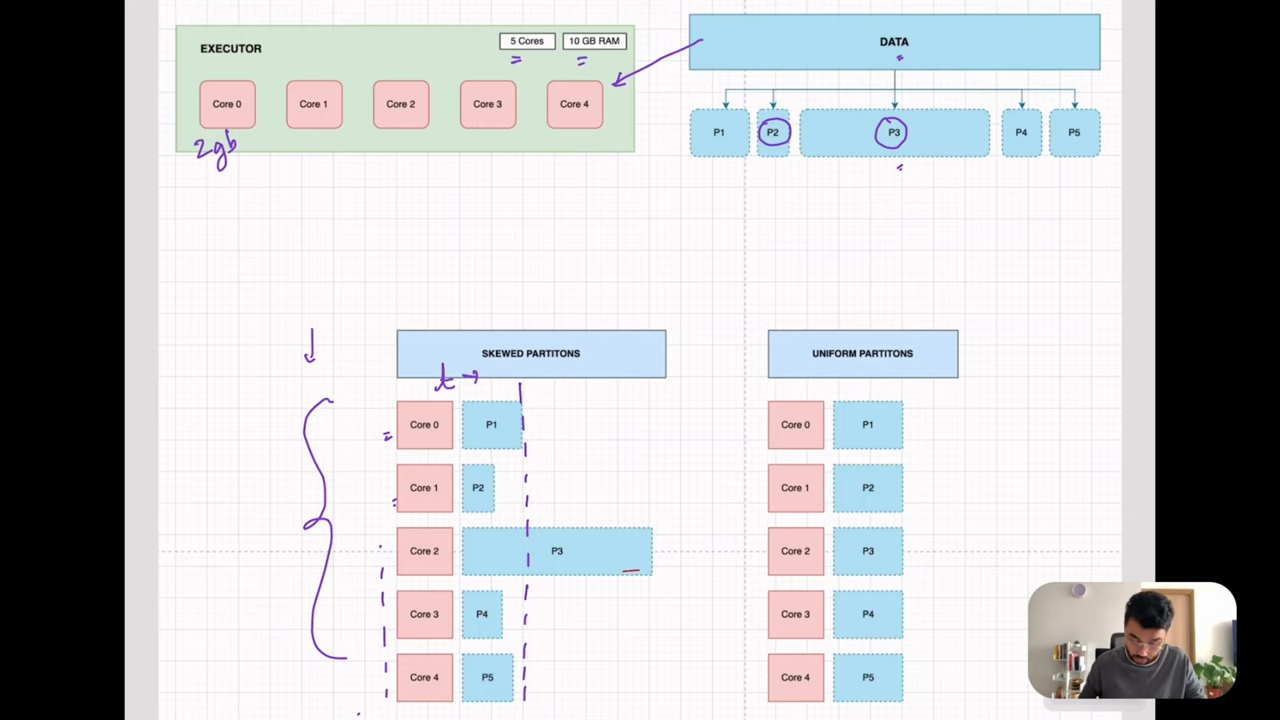 EXECUTOR
5 Cores
10 GB RAM
Core 0
Core 1
Core 2
Core 3
Core 4
2gb
DATA
P1
P2
P3
P4
P5
SKEWED PARTITONS
t →
Core 0
P1
Core 1
P2
Core 2
P3
Core 3
P4
Core 4
P5
UNIFORM PARTITONS
Core 0
P1
Core 1
P2
Core 2
P3
Core 3
P4
Core 4
P5